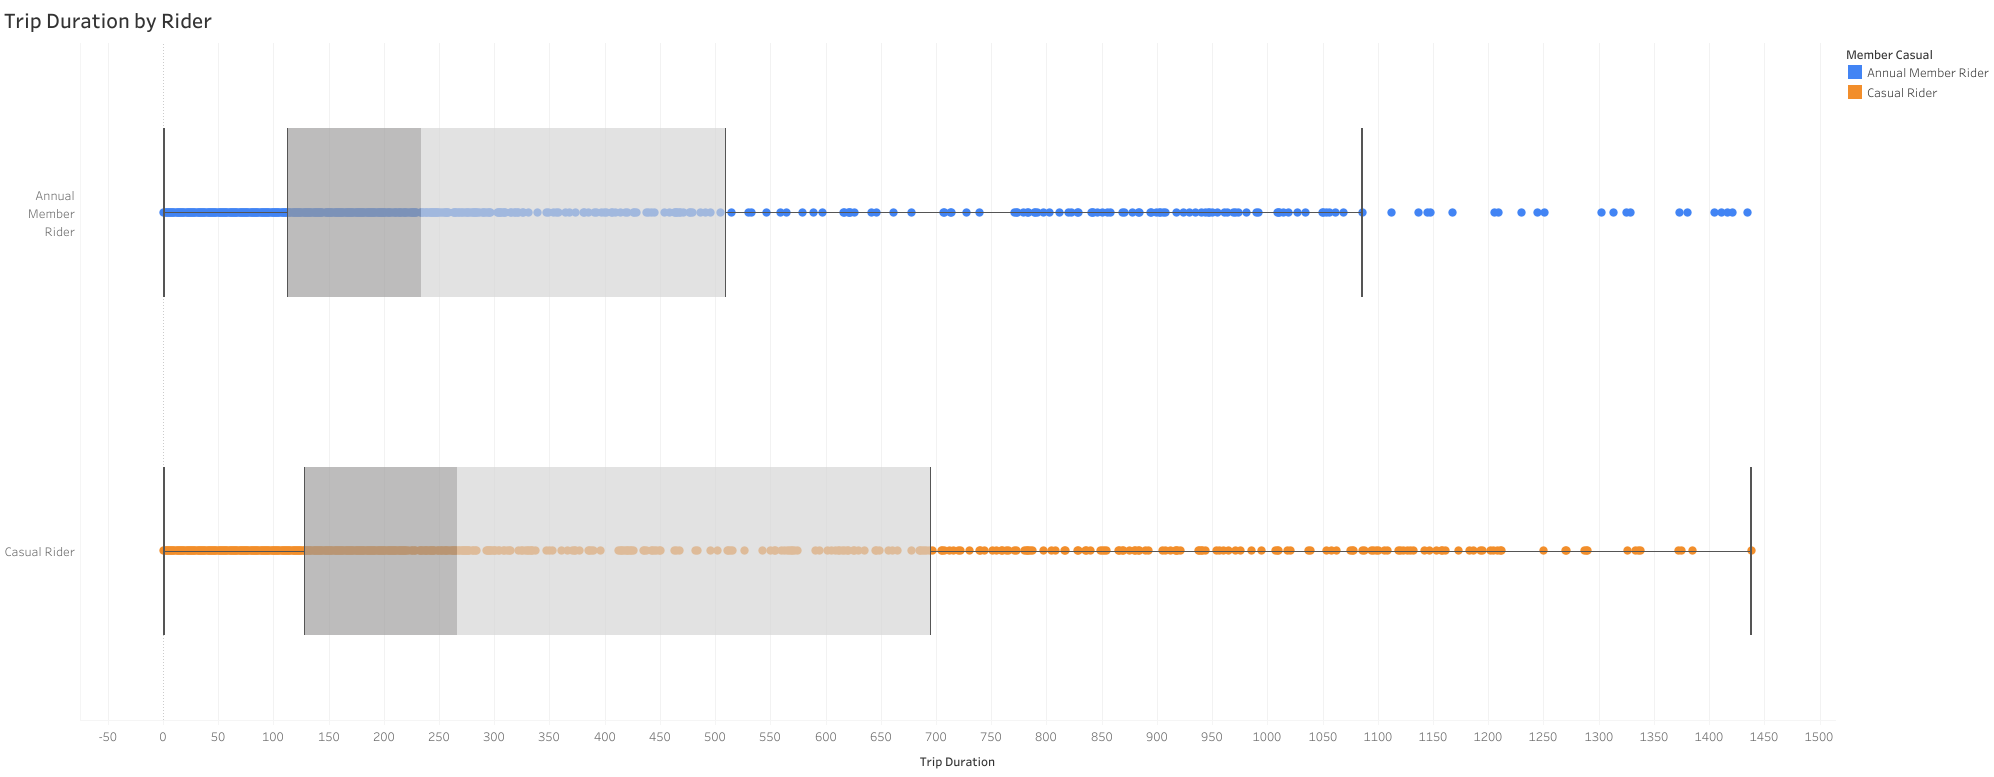 Trip Duration by Rider
Member Casual
Annual Member Rider
Casual Rider
Annual
Member
Rider
Casual Rider
-50 0 50 100 150 200 250 300 350 400 450 500 550 600 650 700 750 800 850 900 950 1000 1050 1100 1150 1200 1250 1300 1350 1400 1450 1500
Trip Duration